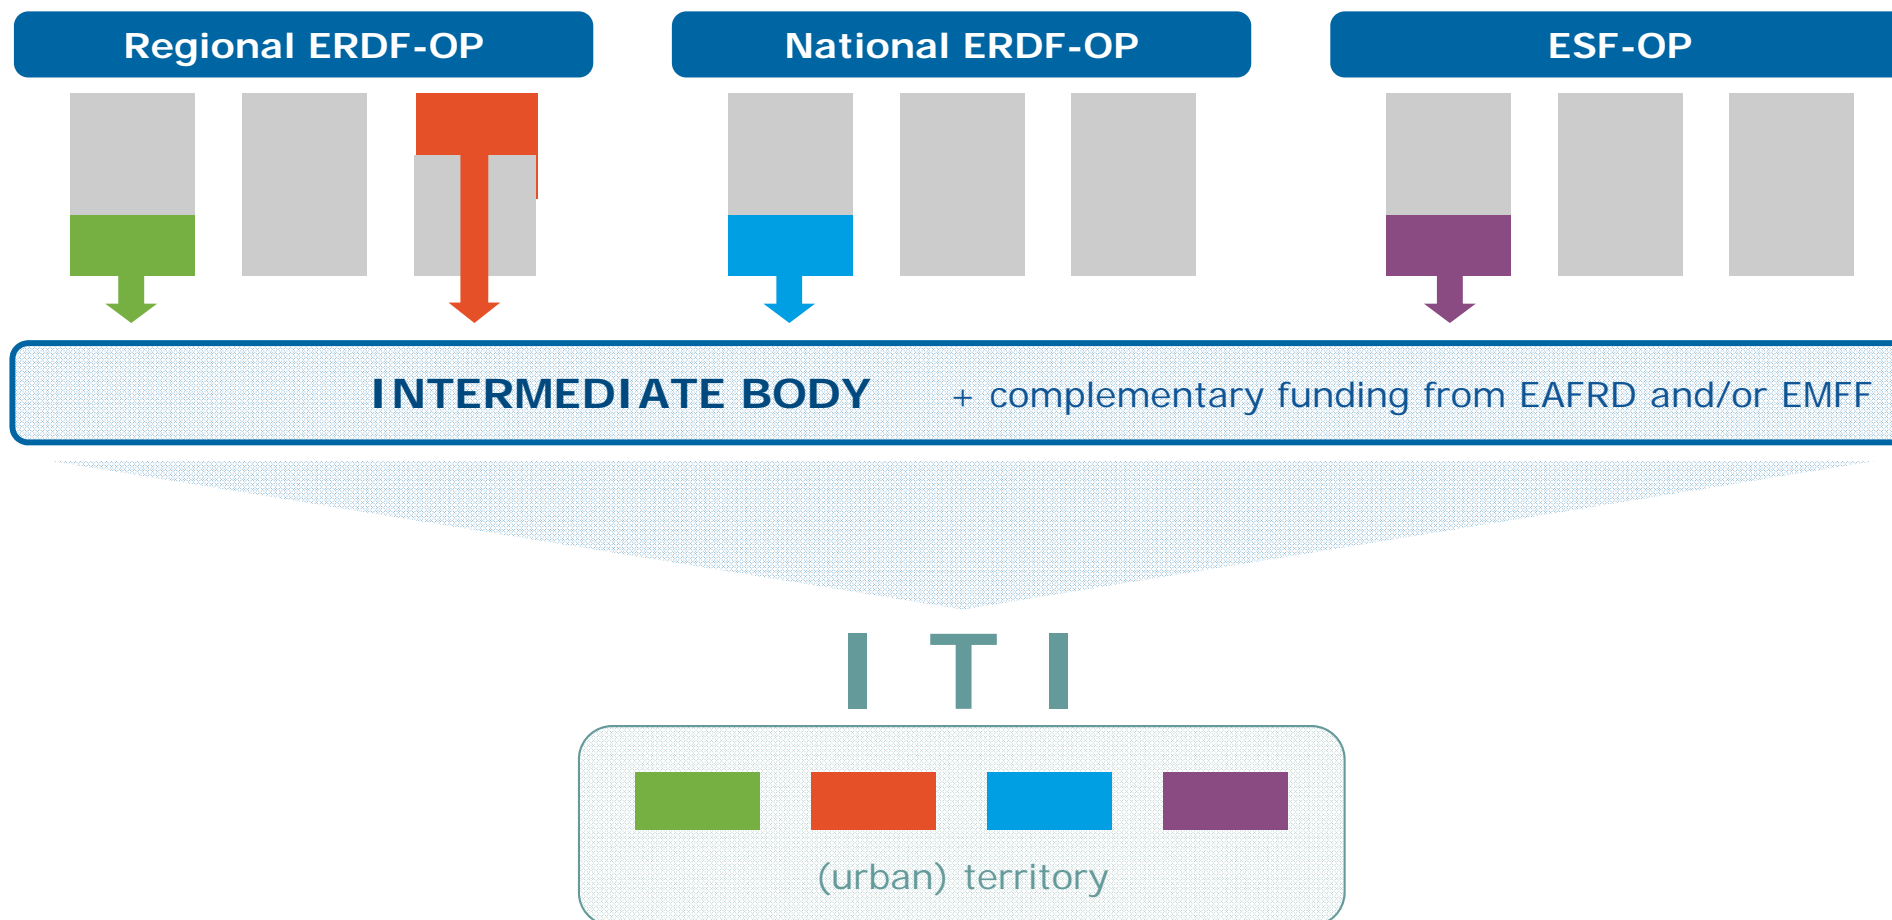 Regional ERDF-OP
National ERDF-OP
ESF-OP
INTERMEDIATE BODY + complementary funding from EAFRD and/or EMFF
I T I
(urban) territory